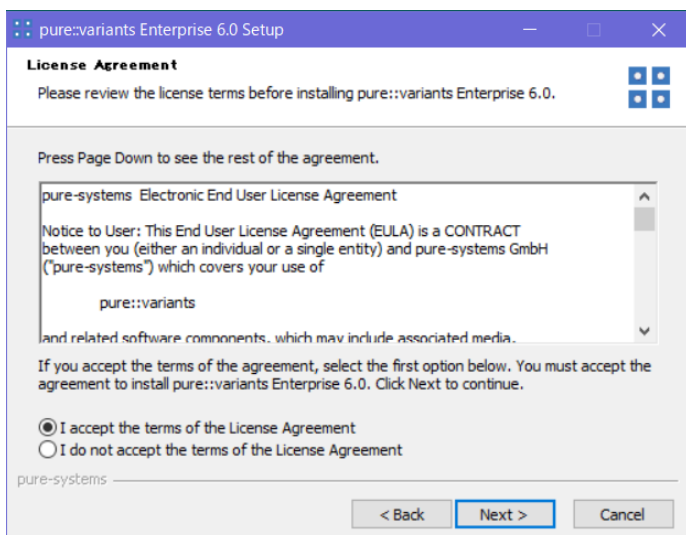 pure::variants Enterprise 6.0 Setup
License Agreement
Please review the license terms before installing pure::variants Enterprise 6.0.
Press Page Down to see the rest of the agreement.
pure-systems Electronic End User License Agreement
Notice to User: This End User License Agreement (EULA) is a CONTRACT
between you (either an individual or a single entity) and pure-systems GmbH
("pure-systems") which covers your use of
pure::variants
and related software components, which may include associated media,
If you accept the terms of the agreement, select the first option below. You must accept the
agreement to install pure::variants Enterprise 6.0. Click Next to continue.
I accept the terms of the License Agreement
I do not accept the terms of the License Agreement
pure-systems
< Back Next > Cancel